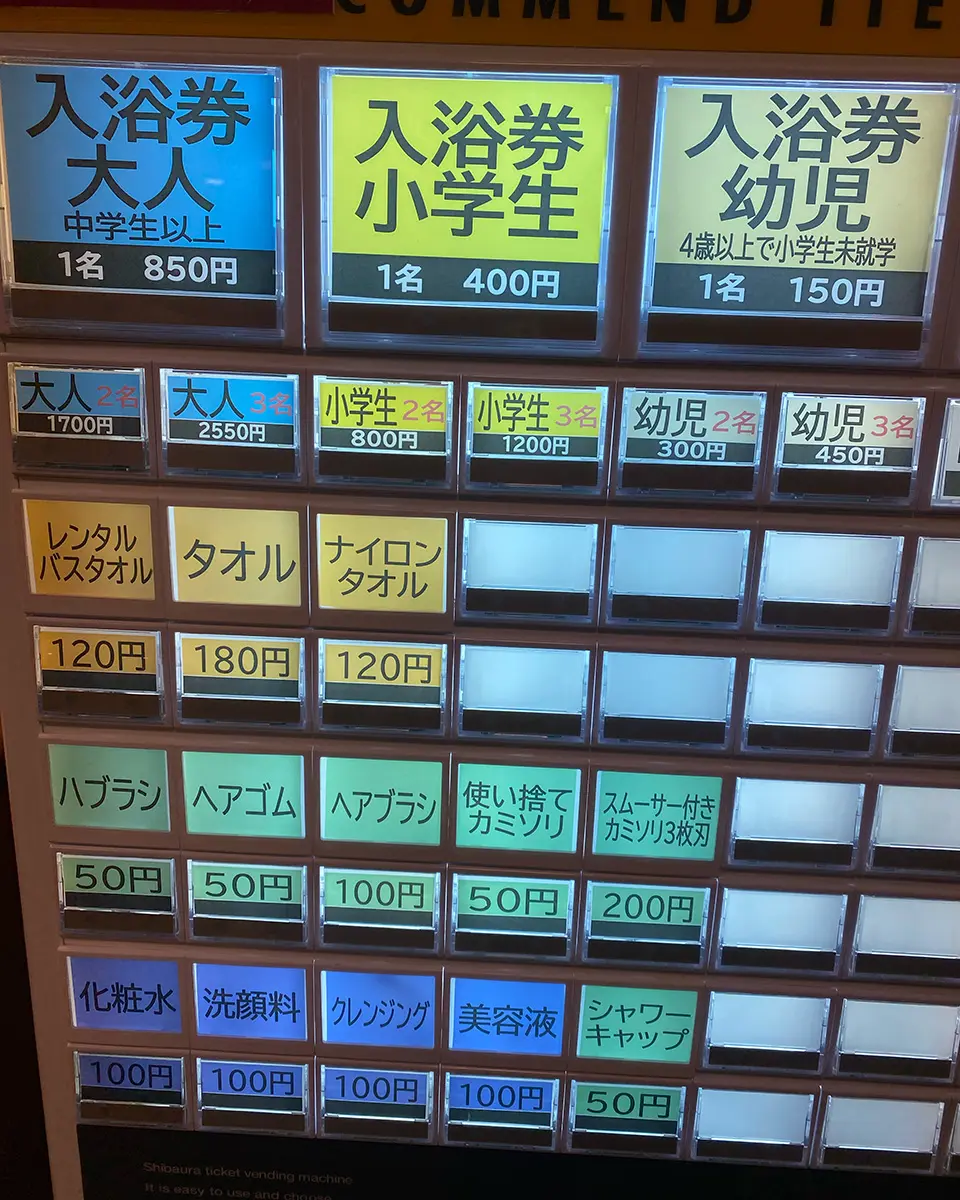 COMMEND ITE
入浴券
大人
中学生以上
1名 850円
入浴券
小学生
1名 400円
入浴券
幼児
4歳以上で小学生未就学
1名 150円
大人2名
1700円
大人3名
2550円
小学生2名
800円
小学生3名
1200円
幼児2名
300円
幼児3名
450円
レンタル
バスタオル
タオル
ナイロン
タオル
120円
180円
120円
ハブラシ
ヘアゴム
ヘアブラシ
使い捨て
カミソリ
スムーサー付き
カミソリ3枚刃
50円
50円
100円
50円
200円
化粧水
洗顔料
クレンジング
美容液
シャワー
キャップ
100円
100円
100円
100円
50円
Shibaura ticket vending machine
It is easy to use and choose